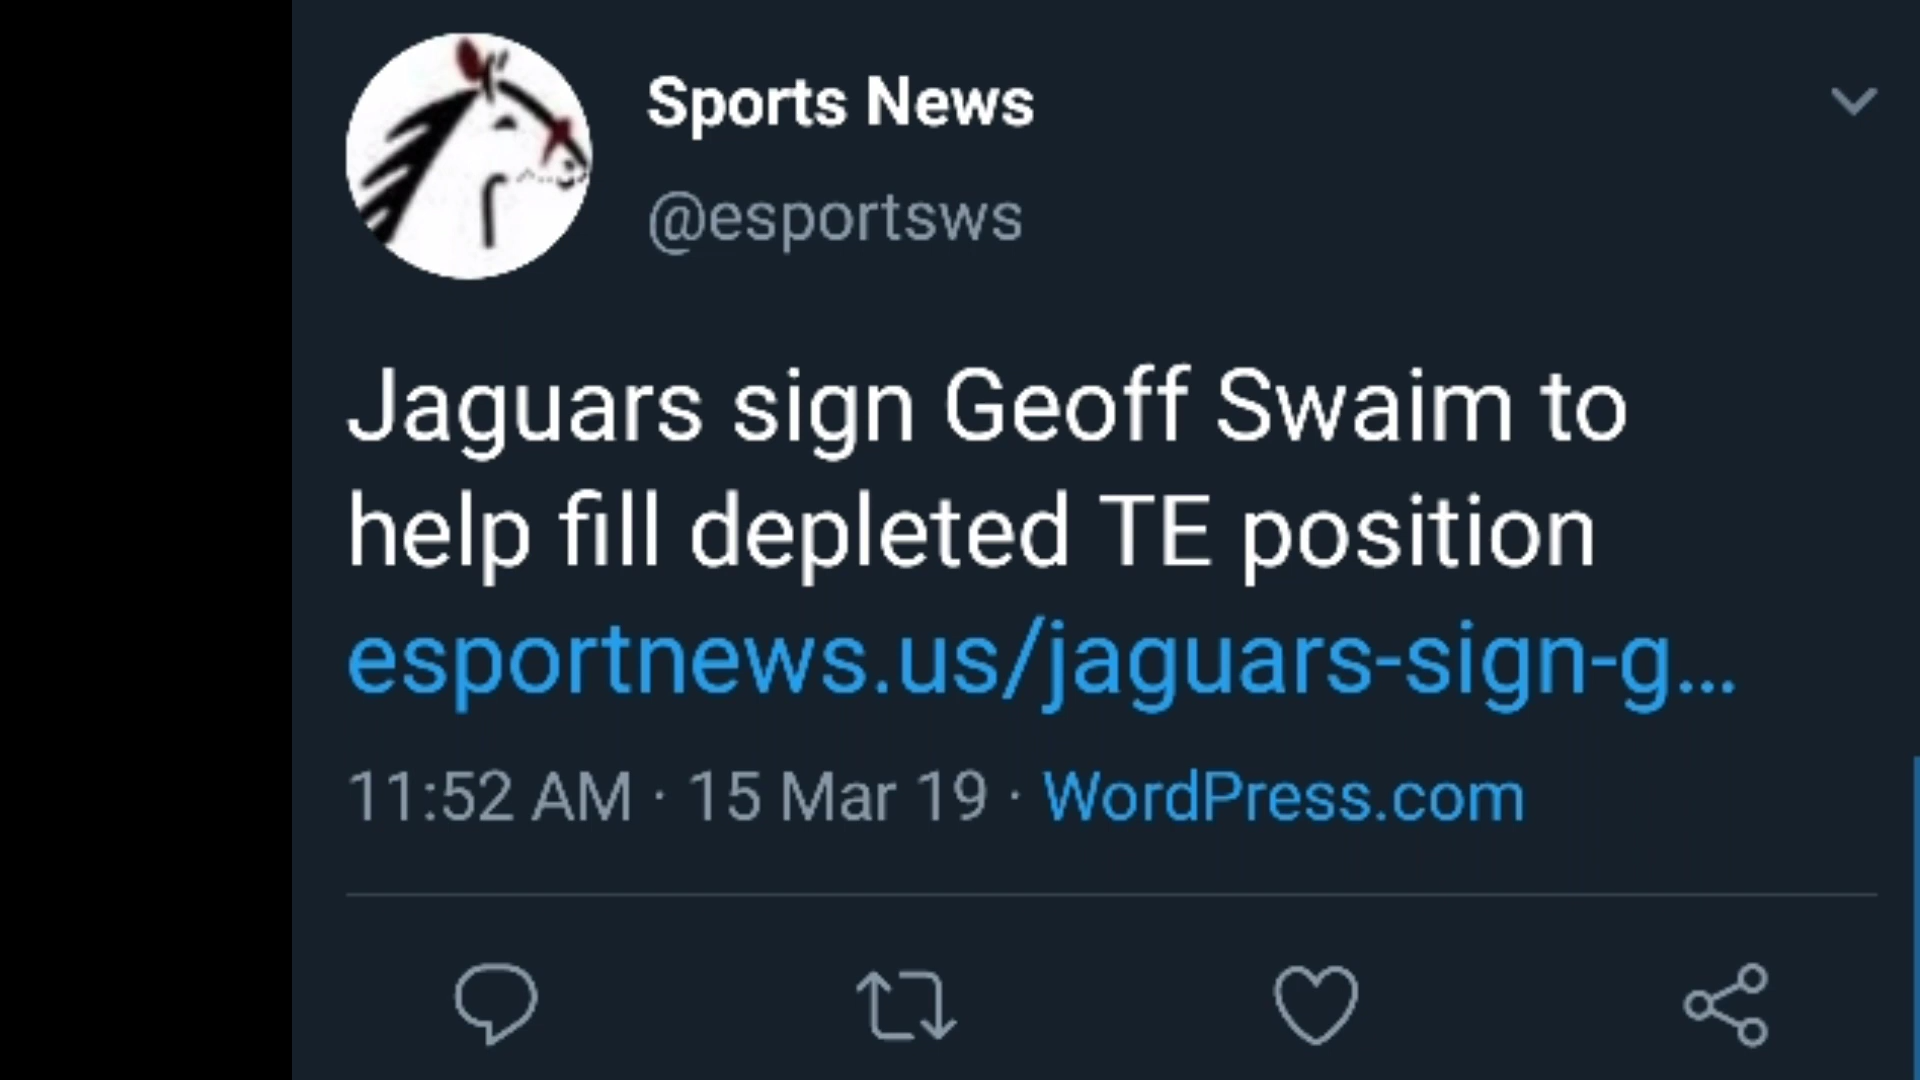 Sports News
@esportsws
Jaguars sign Geoff Swaim to
help fill depleted TE position
esportnews.us/jaguars-sign-g...
11:52 AM · 15 Mar 19 · WordPress.com